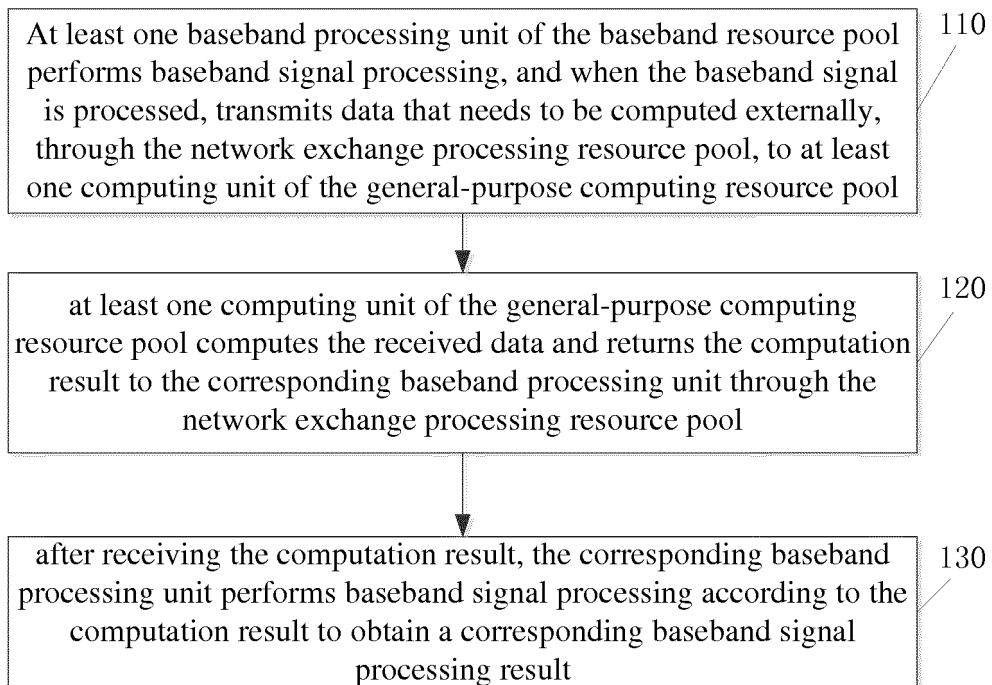 At least one baseband processing unit of the baseband resource pool
performs baseband signal processing, and when the baseband signal
is processed, transmits data that needs to be computed externally,
through the network exchange processing resource pool, to at least
one computing unit of the general-purpose computing resource pool
110
at least one computing unit of the general-purpose computing
resource pool computes the received data and returns the computation
result to the corresponding baseband processing unit through the
network exchange processing resource pool
120
after receiving the computation result, the corresponding baseband
processing unit performs baseband signal processing according to the
computation result to obtain a corresponding baseband signal
processing result
130